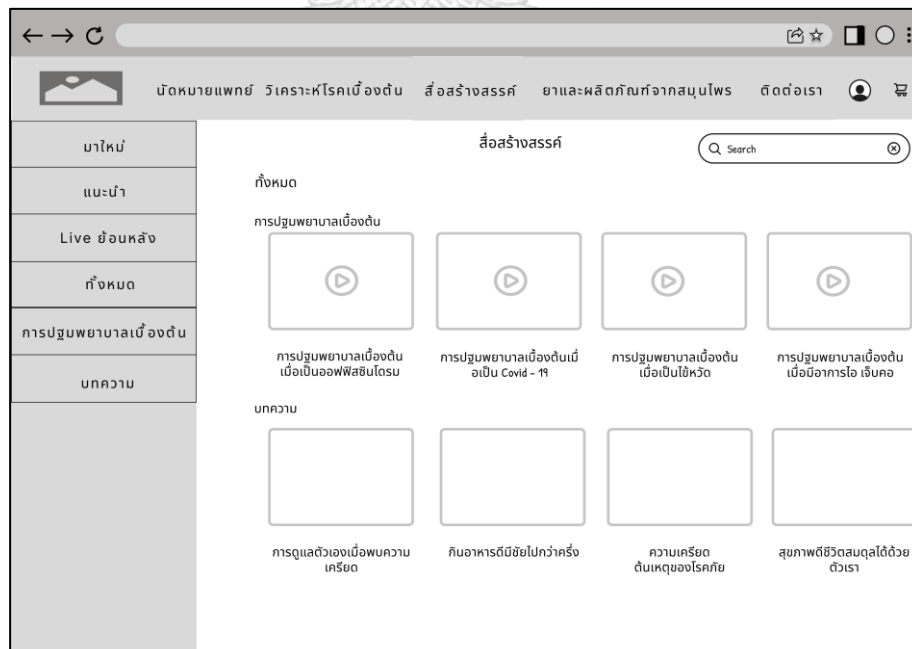 นัดหมายแพทย์ วิเคราะห์โรคเบื้องต้น สื่อสร้างสรรค์ ยาและผลิตภัณฑ์จากสมุนไพร ติดต่อเรา
มาใหม่
แนะนำ
Live ย้อนหลัง
ทั้งหมด
การปฐมพยาบาลเบื้องต้น
บทความ
สื่อสร้างสรรค์
Search
ทั้งหมด
การปฐมพยาบาลเบื้องต้น
การปฐมพยาบาลเบื้องต้น
เมื่อเป็นออฟฟิสซินโดรม
การปฐมพยาบาลเบื้องต้นเมื่
อเป็น Covid - 19
การปฐมพยาบาลเบื้องต้น
เมื่อเป็นไข้หวัด
การปฐมพยาบาลเบื้องต้น
เมื่อมีอาการไอ เจ็บคอ
บทความ
การดูแลตัวเองเมื่อพบความ
เครียด
กินอาหารดีมีชัยไปกว่าครึ่ง
ความเครียด
ต้นเหตุของโรคภัย
สุขภาพดีชีวิตสมดุลได้ด้วย
ตัวเรา